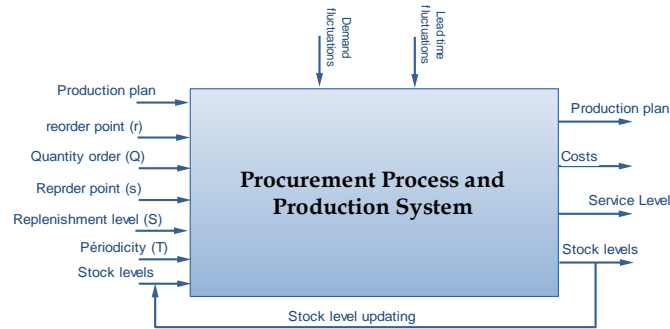 Demand
fluctuations
Lead time
fluctuations
Production plan
reorder point (r)
Quantity order (Q)
Reprder point (s)
Replenishment level (S)
Périodicity (T)
Stock levels
Procurement Process and
Production System
Production plan
Costs
Service Level
Stock levels
Stock level updating